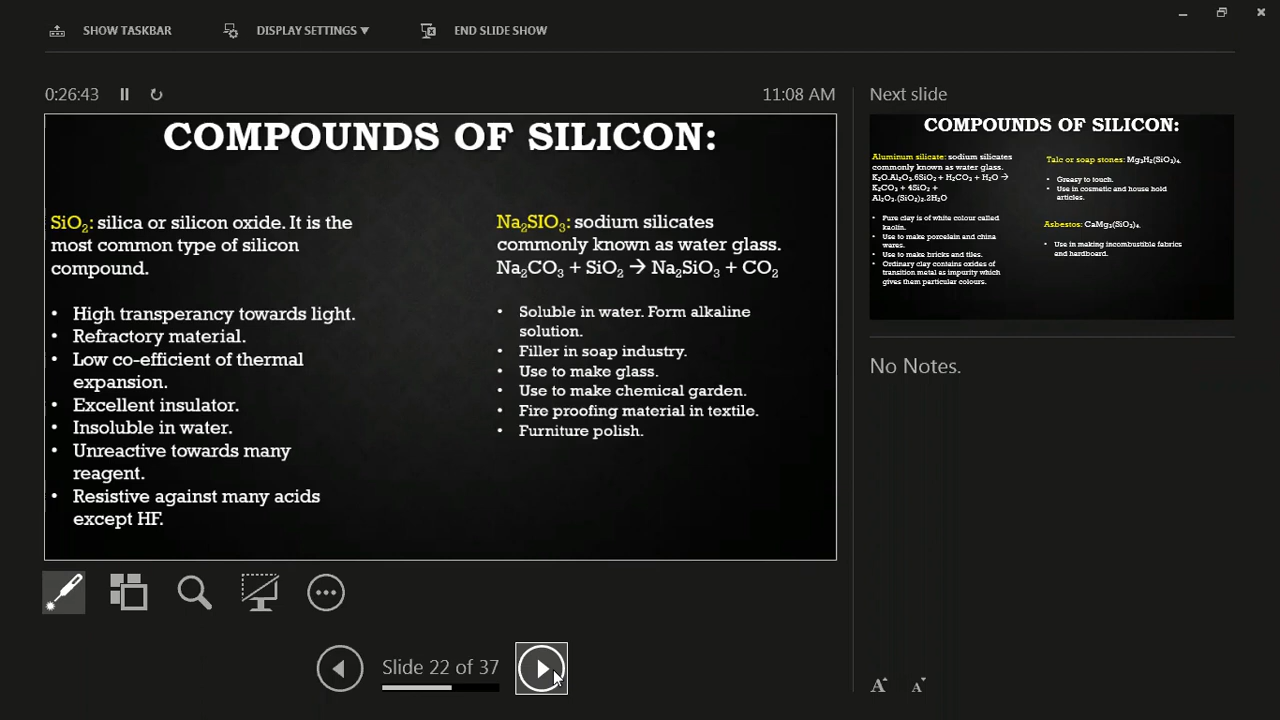 SHOW TASKBAR
DISPLAY SETTINGS ▼
END SLIDE SHOW
0:26:43
11:08 AM
COMPOUNDS OF SILICON:
SiO₂: silica or silicon oxide. It is the
most common type of silicon
compound.
• High transperancy towards light.
• Refractory material.
• Low co-efficient of thermal
expansion.
• Excellent insulator.
• Insoluble in water.
• Unreactive towards many
reagent.
• Resistive against many acids
except HF.
Na₂SIO₃: sodium silicates
commonly known as water glass.
Na₂CO₃ + SiO₂ → Na₂SiO₃ + CO₂
• Soluble in water. Form alkaline
solution.
• Filler in soap industry.
• Use to make glass.
• Use to make chemical garden.
• Fire proofing material in textile.
• Furniture polish.
Slide 22 of 37
Next slide
COMPOUNDS OF SILICON:
Aluminum silicate: sodium silicates
commonly known as water glass.
K₂O.Al₂O₃.6SiO₂ + H₂CO₃ + H₂O →
K₂CO₃ + 4SiO₂ +
Al₂O₃.(SiO₂)₂.2H₂O
• Pure clay is of white colour called
kaolin.
• Use to make porcelain and china
wares.
• Use to make bricks and tiles.
• Ordinary clay contains oxides of
transition metal as impurity which
gives them particular colours.
Talc or soap stones: Mg₃H₂(SiO₃)₄.
• Greasy to touch.
• Use in cosmetic and house hold
articles.
Asbestos: CaMg₃(SiO₃)₄.
• Use in making incombustible fabrics
and hardboard.
No Notes.
A A